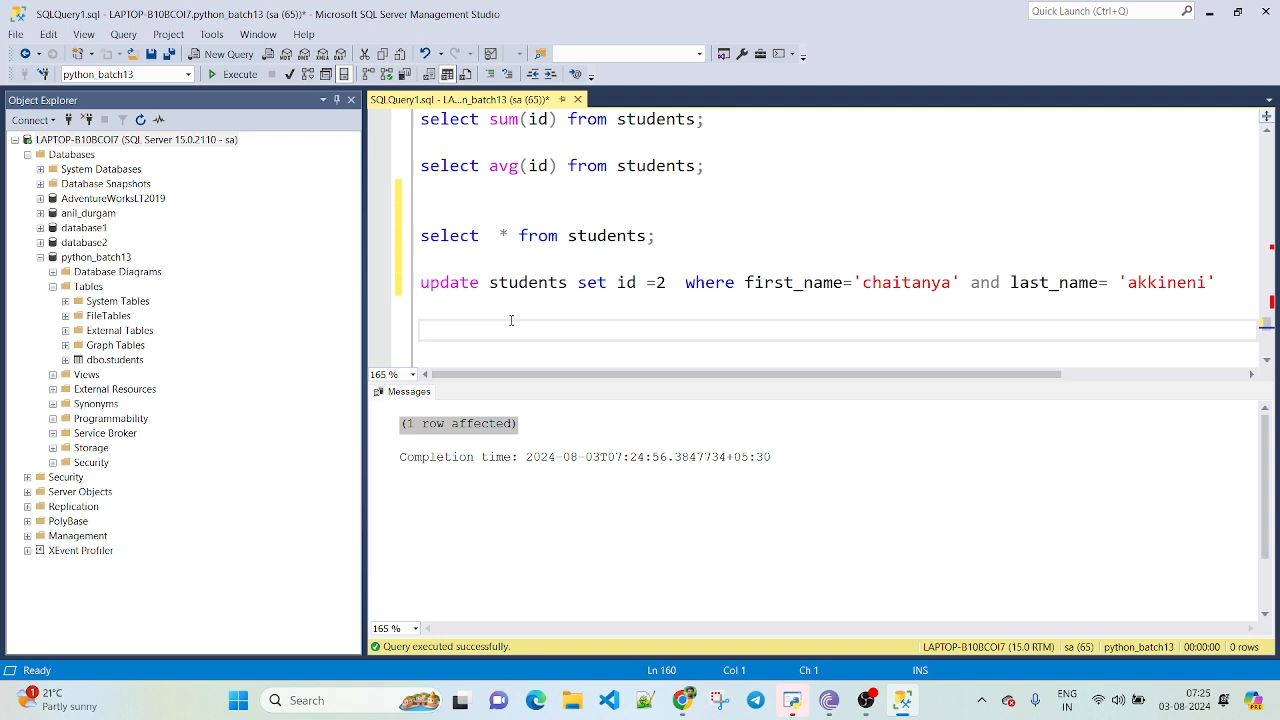 SQLQuery1.sql - LAPTOP-B10BCOI7.python_batch13 (sa (65))* - Microsoft SQL Server Management Studio
Quick Launch (Ctrl+Q)
File Edit View Query Project Tools Window Help
New Query
python_batch13 Execute
Object Explorer
SQLQuery1.sql - LA...n_batch13 (sa (65))*
Connect
LAPTOP-B10BCOI7 (SQL Server 15.0.2110 - sa)
Databases
System Databases
Database Snapshots
AdventureWorksLT2019
anil_durgam
database1
database2
python_batch13
Database Diagrams
Tables
System Tables
FileTables
External Tables
Graph Tables
dbo.students
Views
External Resources
Synonyms
Programmability
Service Broker
Storage
Security
Security
Server Objects
Replication
PolyBase
Management
XEvent Profiler
select sum(id) from students;
select avg(id) from students;
select  * from students;
update students set id =2  where first_name='chaitanya' and last_name= 'akkineni'
165 %
Messages
(1 row affected)
Completion time: 2024-08-03T07:24:56.3847734+05:30
165 %
Query executed successfully. LAPTOP-B10BCOI7 (15.0 RTM) sa (65) python_batch13 00:00:00 0 rows
Ready Ln 160 Col 1 Ch 1 INS
1
21°C
Partly sunny
Search
ENG
IN
07:25
03-08-2024